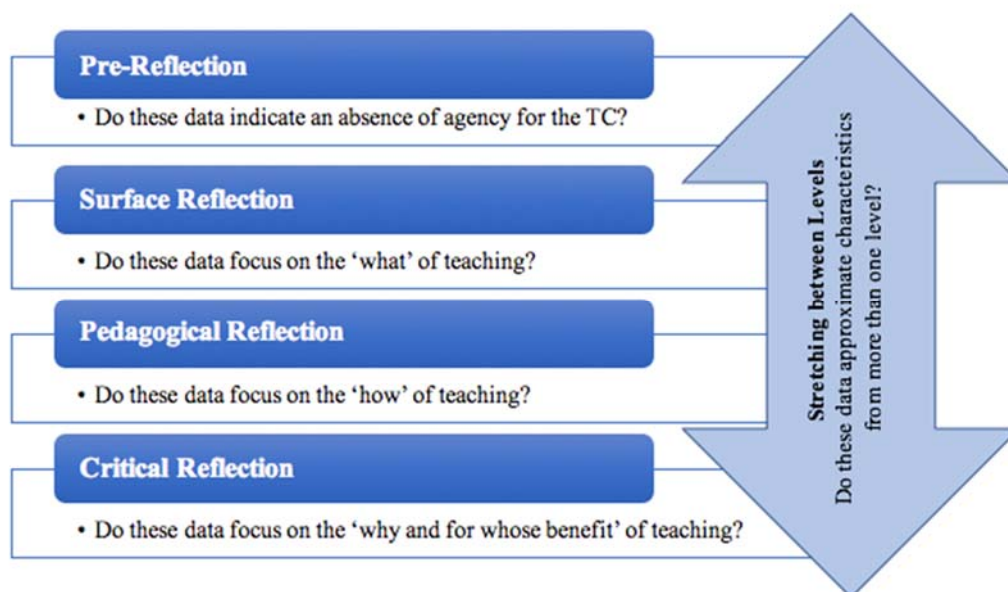 Pre-Reflection
• Do these data indicate an absence of agency for the TC?
Surface Reflection
• Do these data focus on the ‘what’ of teaching?
Pedagogical Reflection
• Do these data focus on the ‘how’ of teaching?
Critical Reflection
• Do these data focus on the ‘why and for whose benefit’ of teaching?
Stretching between Levels
Do these data approximate characteristics
from more than one level?